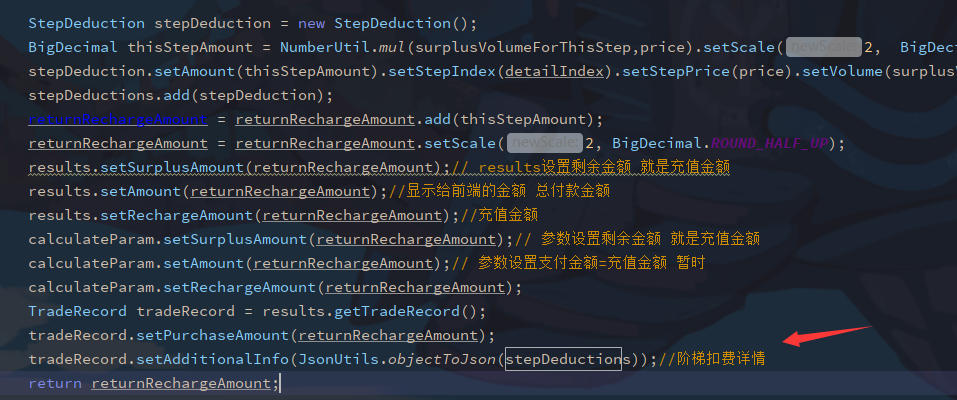 StepDeduction stepDeduction = new StepDeduction();
BigDecimal thisStepAmount = NumberUtil.mul(surplusVolumeForThisStep,price).setScale( newScale: 2, BigDeci
stepDeduction.setAmount(thisStepAmount).setStepIndex(detailIndex).setStepPrice(price).setVolume(surplus
stepDeductions.add(stepDeduction);
returnRechargeAmount = returnRechargeAmount.add(thisStepAmount);
returnRechargeAmount = returnRechargeAmount.setScale( newScale: 2, BigDecimal.ROUND_HALF_UP);
results.setSurplusAmount(returnRechargeAmount);// results设置剩余金额 就是充值金额
results.setAmount(returnRechargeAmount);//显示给前端的金额 总付款金额
results.setRechargeAmount(returnRechargeAmount);//充值金额
calculateParam.setSurplusAmount(returnRechargeAmount);// 参数设置剩余金额 就是充值金额
calculateParam.setAmount(returnRechargeAmount);// 参数设置支付金额=充值金额 暂时
calculateParam.setRechargeAmount(returnRechargeAmount);
TradeRecord tradeRecord = results.getTradeRecord();
tradeRecord.setPurchaseAmount(returnRechargeAmount);
tradeRecord.setAdditionalInfo(JsonUtils.objectToJson(stepDeductions));//阶梯扣费详情
return returnRechargeAmount;